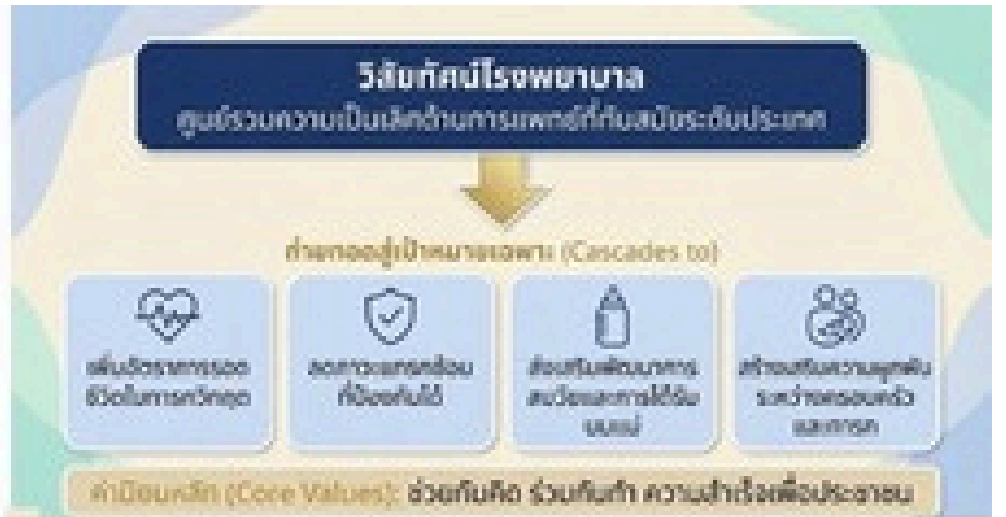 วิสัยทัศน์โรงพยาบาล
ศูนย์รวมความเป็นเลิศด้านการแพทย์ที่ทันสมัยระดับประเทศ
ถ่ายทอดสู่เป้าหมายเฉพาะ (Cascades to)
เพิ่มอัตราการรอด
ชีวิตในทารกวิกฤต
ลดภาวะแทรกซ้อน
ที่ป้องกันได้
ส่งเสริมพัฒนาการ
สมวัยและการได้รับ
นมแม่
สร้างเสริมความผูกพัน
ระหว่างครอบครัว
และทารก
ค่านิยมหลัก (Core Values): ช่วยกันคิด ร่วมกันทำ ความสำเร็จเพื่อประชาชน